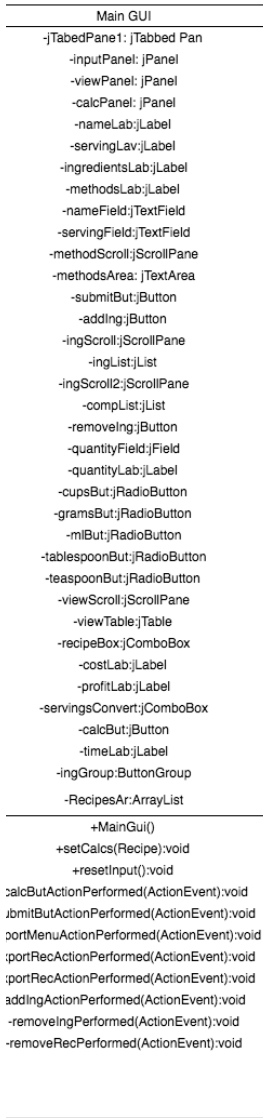 Main GUI
-jTabedPane1: jTabbed Pan
-inputPanel: jPanel
-viewPanel: jPanel
-calcPanel: jPanel
-nameLab:jLabel
-servingLav:jLabel
-ingredientsLab:jLabel
-methodsLab:jLabel
-nameField:jTextField
-servingField:jTextField
-methodScroll:jScrollPane
-methodsArea: jTextArea
-submitBut:jButton
-addIng:jButton
-ingScroll:jScrollPane
-ingList:jList
-ingScroll2:jScrollPane
-compList:jList
-removeIng:jButton
-quantityField:jField
-quantityLab:jLabel
-cupsBut:jRadioButton
-gramsBut:jRadioButton
-mlBut:jRadioButton
-tablespoonBut:jRadioButton
-teaspoonBut:jRadioButton
-viewScroll:jScrollPane
-viewTable:jTable
-recipeBox:jComboBox
-costLab:jLabel
-profitLab:jLabel
-servingsConvert:jComboBox
-calcBut:jButton
-timeLab:jLabel
-ingGroup:ButtonGroup
-RecipesAr:ArrayList
+MainGui()
+setCalcs(Recipe):void
+resetInput():void
calcButActionPerformed(ActionEvent):void
ubmitButActionPerformed(ActionEvent):void
portMenuActionPerformed(ActionEvent):void
xportRecActionPerformed(ActionEvent):void
xportRecActionPerformed(ActionEvent):void
addIngActionPerformed(ActionEvent):void
-removeIngPerformed(ActionEvent):void
-removeRecPerformed(ActionEvent):void